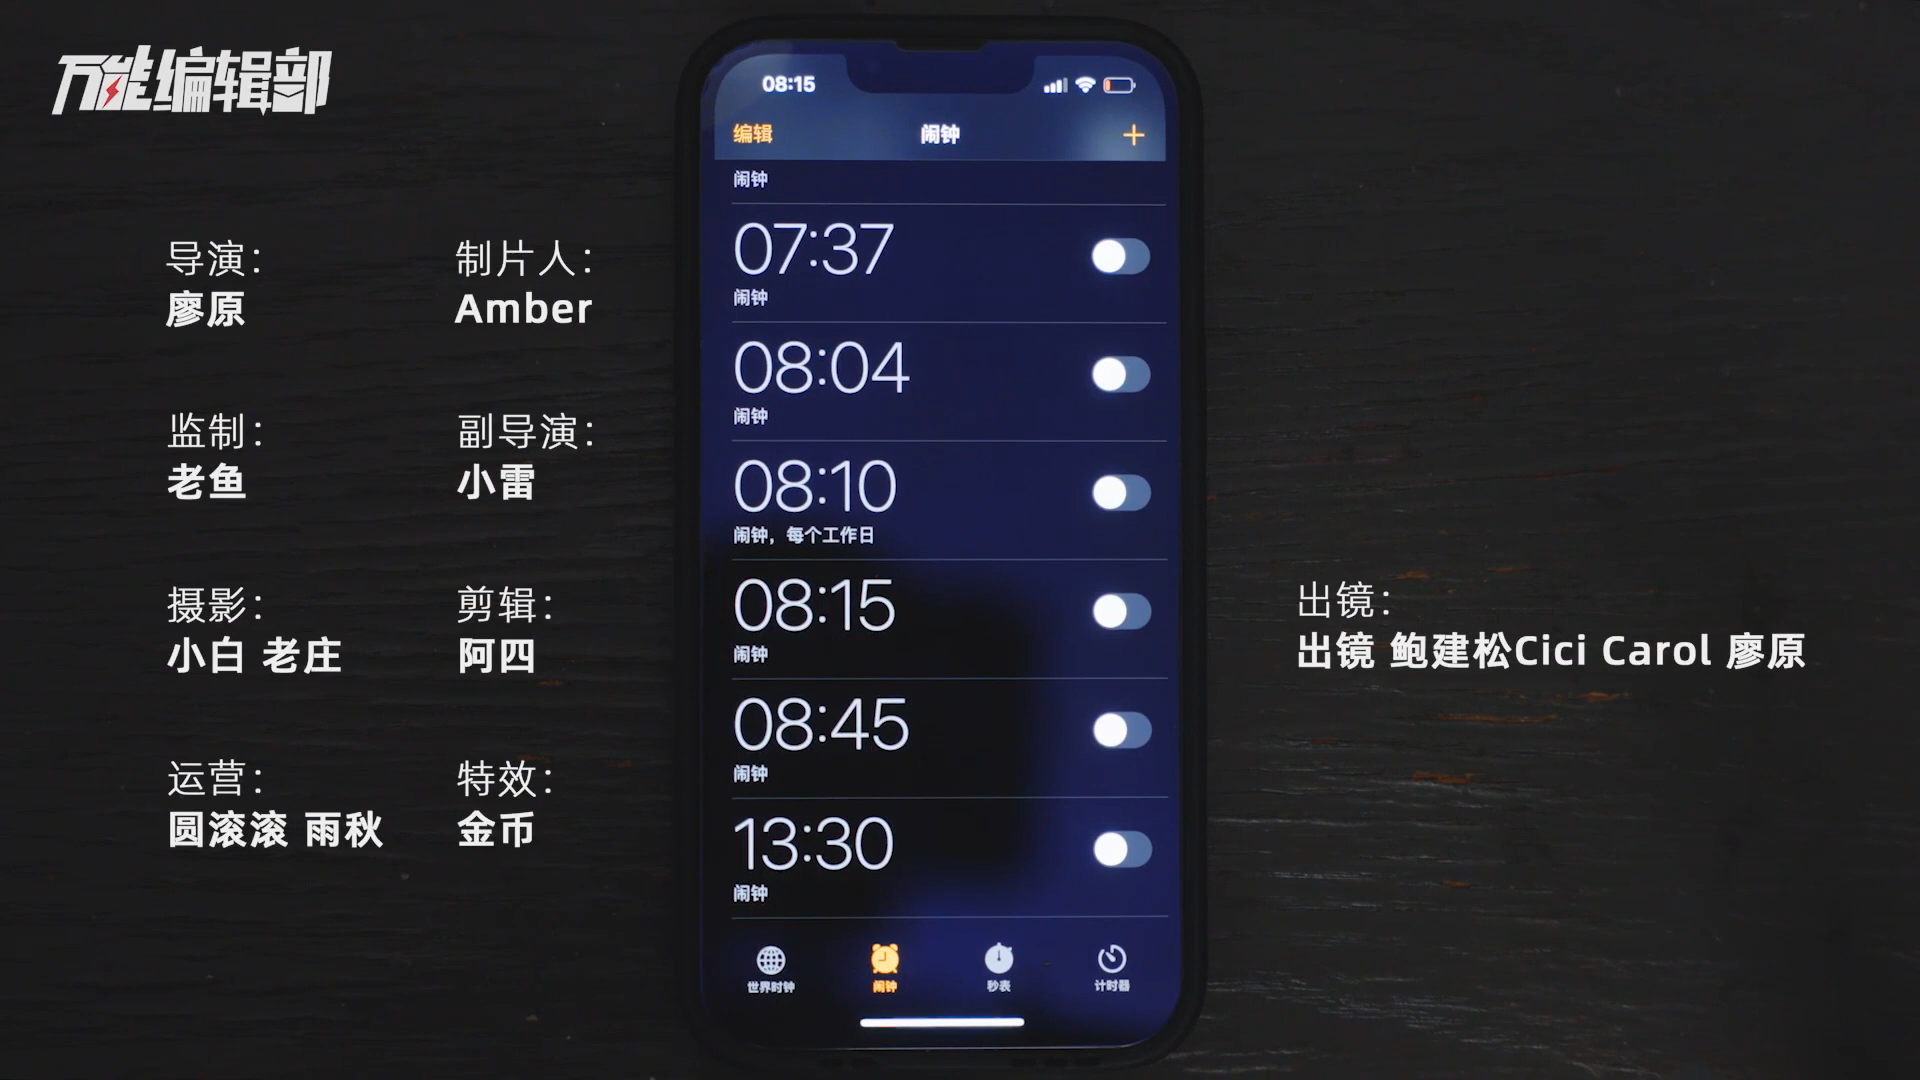 万能编辑部
导演：
廖原
制片人：
Amber
监制：
老鱼
副导演：
小雷
摄影：
小白 老庄
剪辑：
阿四
运营：
圆滚滚 雨秋
特效：
金币
08:15
编辑
闹钟
+
闹钟
07:37
闹钟
08:04
闹钟
08:10
闹钟，每个工作日
08:15
闹钟
08:45
闹钟
13:30
闹钟
世界时钟
闹钟
秒表
计时器
出镜：
出镜 鲍建松Cici Carol 廖原